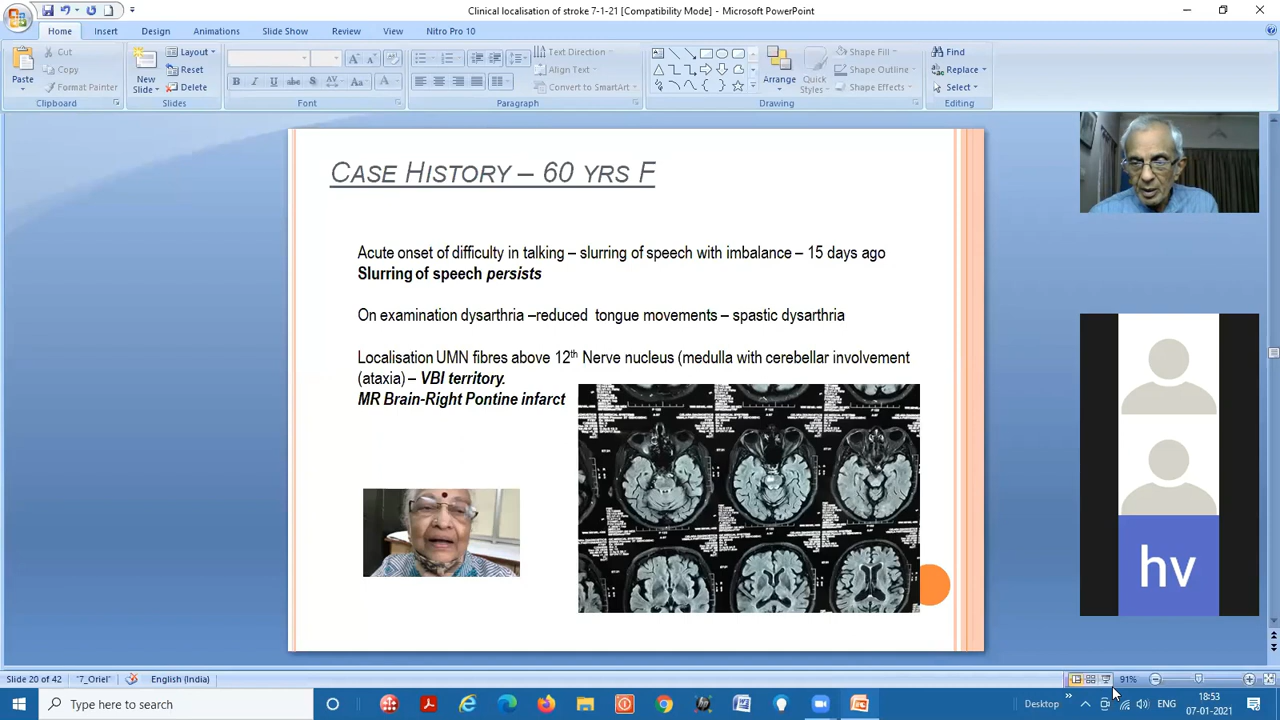 Clinical localisation of stroke 7-1-21 [Compatibility Mode] - Microsoft PowerPoint
Home Insert Design Animations Slide Show Review View Nitro Pro 10
Paste
Cut
Copy
Format Painter
Clipboard
New Slide
Layout
Reset
Delete
Slides
B I U abc S AV Aa A
Font
Text Direction
Align Text
Convert to SmartArt
Paragraph
Arrange
Quick Styles
Shape Fill
Shape Outline
Shape Effects
Drawing
Find
Replace
Select
Editing
CASE HISTORY – 60 YRS F
Acute onset of difficulty in talking – slurring of speech with imbalance – 15 days ago
Slurring of speech persists
On examination dysarthria –reduced tongue movements – spastic dysarthria
Localisation UMN fibres above 12th Nerve nucleus (medulla with cerebellar involvement
(ataxia) – VBI territory.
MR Brain-Right Pontine infarct
hv
Slide 20 of 42 "7_Oriel" English (India) 91%
Type here to search
Desktop
ENG
18:53
07-01-2021